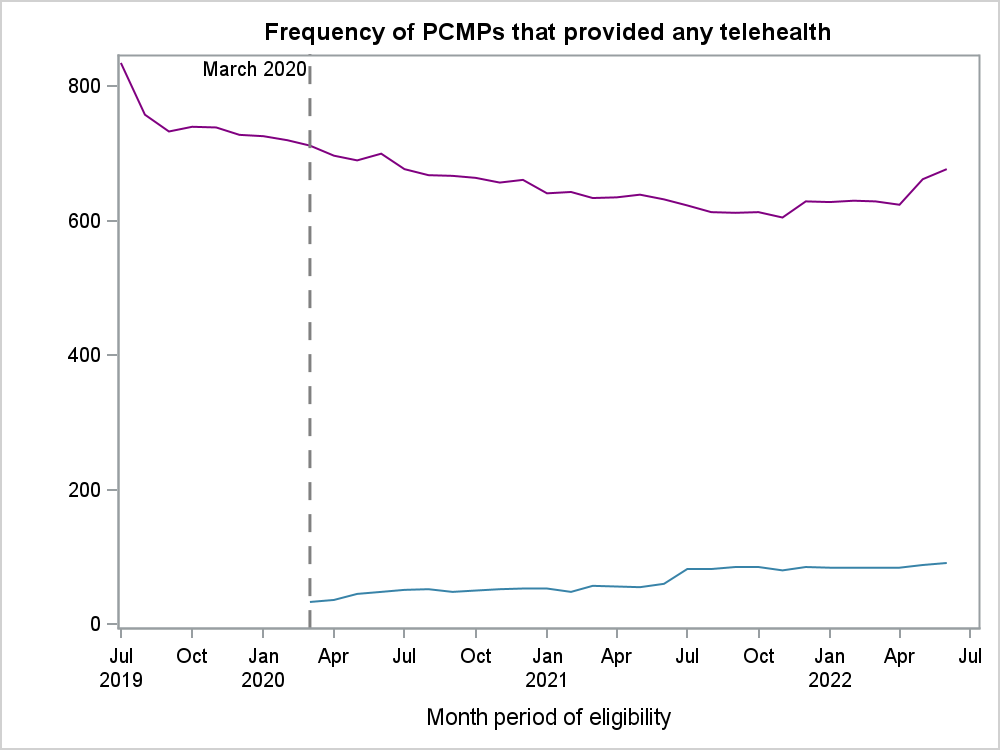 Frequency of PCMPs that provided any telehealth
March 2020
800
600
400
200
0
Jul Oct Jan Apr Jul Oct Jan Apr Jul Oct Jan Apr Jul
2019 2020 2021 2022
Month period of eligibility